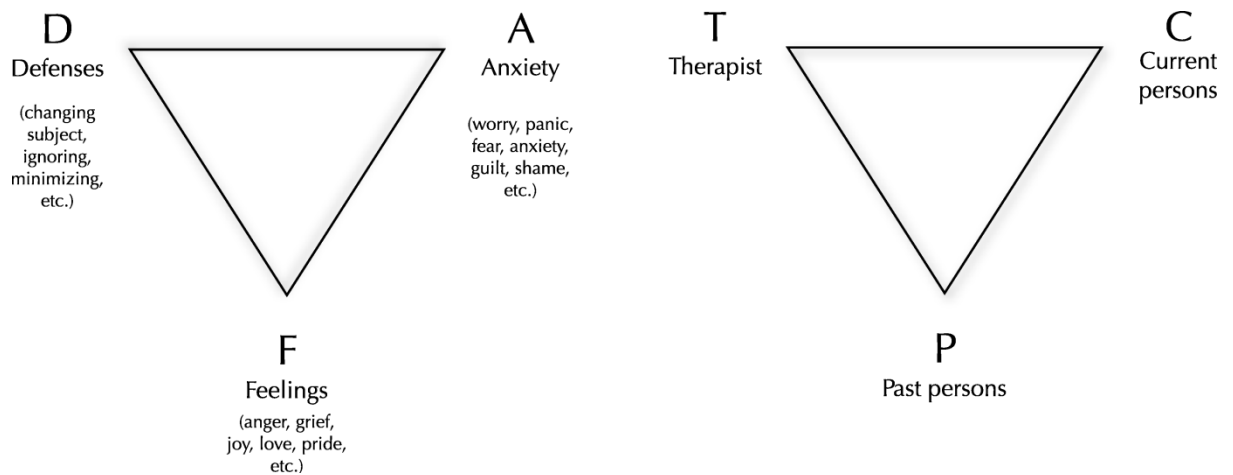 D
Defenses
(changing
subject,
ignoring,
minimizing,
etc.)
A
Anxiety
(worry, panic,
fear, anxiety,
guilt, shame,
etc.)
F
Feelings
(anger, grief,
joy, love, pride,
etc.)
T
Therapist
C
Current
persons
P
Past persons